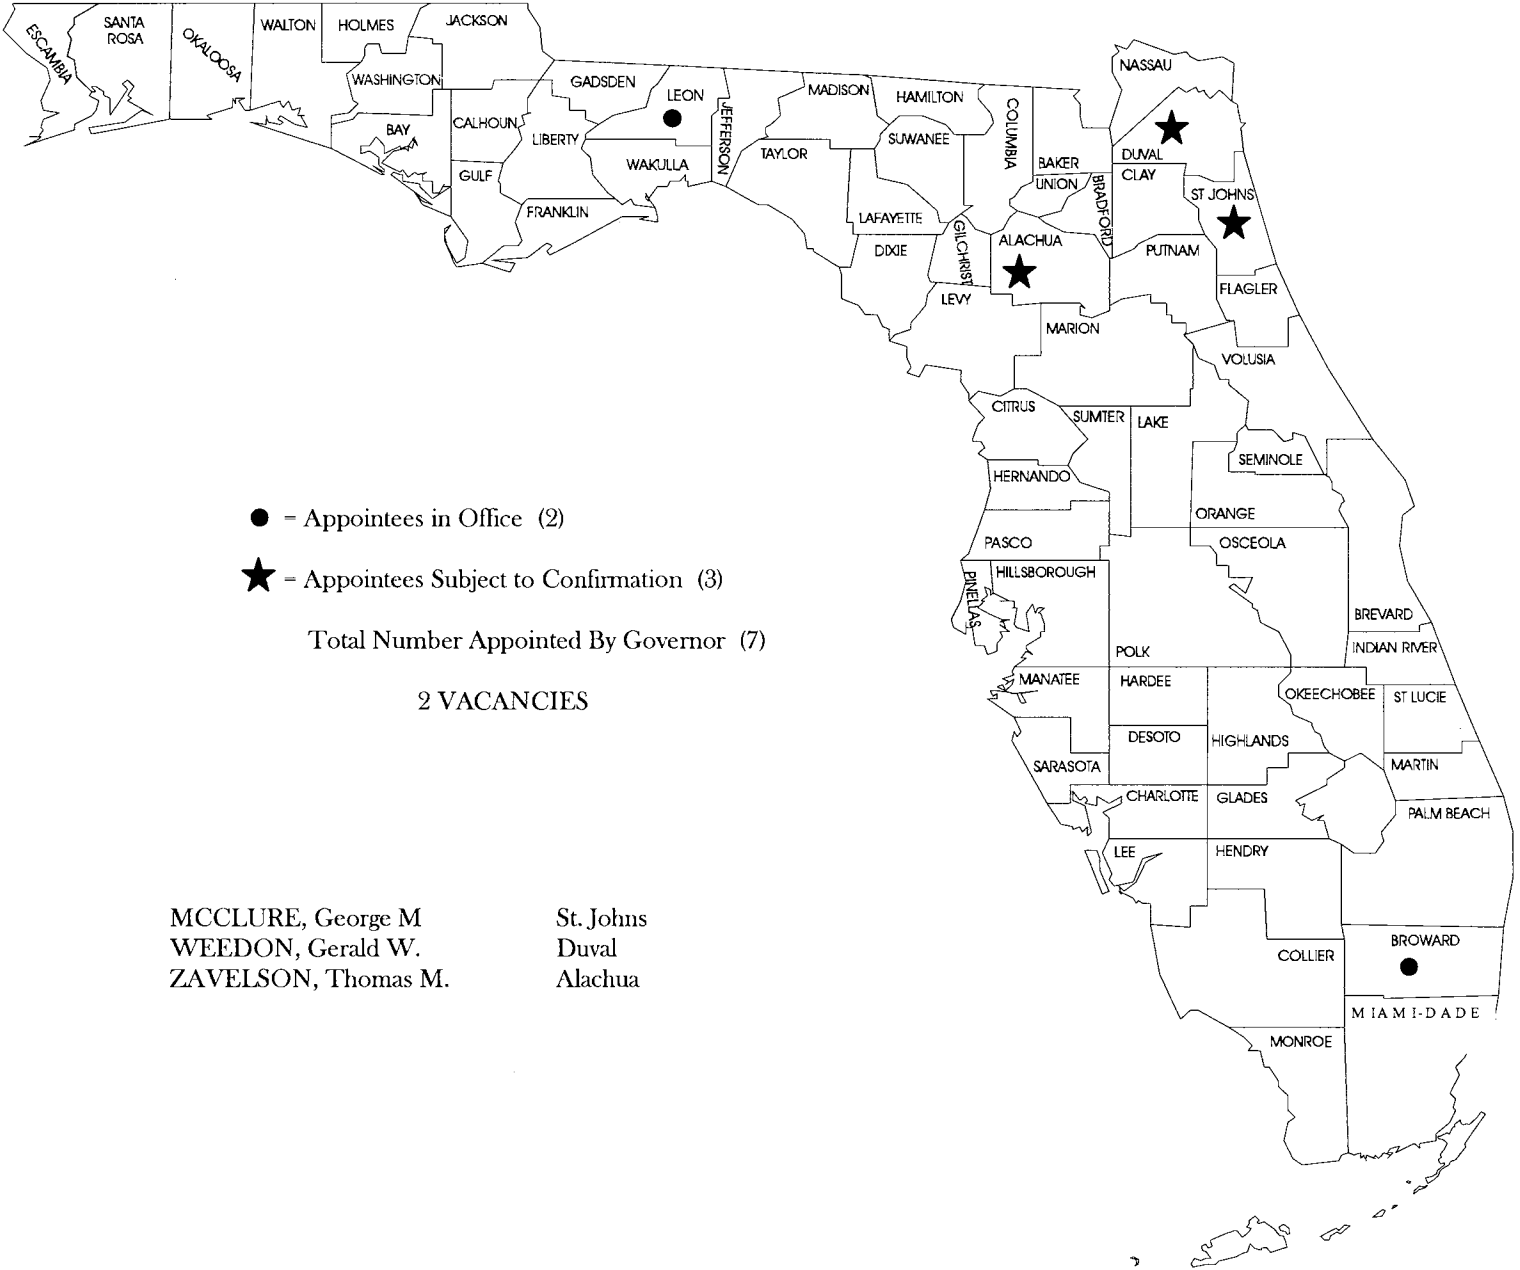 ESCAMBIA
SANTA
ROSA
OKALOOSA
WALTON
HOLMES
JACKSON
WASHINGTON
BAY
CALHOUN
GULF
LIBERTY
GADSDEN
FRANKLIN
LEON
WAKULLA
JEFFERSON
MADISON
TAYLOR
HAMILTON
SUWANEE
LAFAYETTE
DIXIE
COLUMBIA
GILCHRIST
BAKER
UNION
BRADFORD
NASSAU
DUVAL
CLAY
ST JOHNS
ALACHUA
PUTNAM
FLAGLER
LEVY
MARION
VOLUSIA
CITRUS
SUMTER
LAKE
SEMINOLE
HERNANDO
ORANGE
PASCO
OSCEOLA
PINELLAS
HILLSBOROUGH
POLK
BREVARD
INDIAN RIVER
MANATEE
HARDEE
OKEECHOBEE
ST LUCIE
DESOTO
HIGHLANDS
SARASOTA
MARTIN
CHARLOTTE
GLADES
PALM BEACH
LEE
HENDRY
BROWARD
COLLIER
MIAMI-DADE
MONROE
= Appointees in Office (2)
= Appointees Subject to Confirmation (3)
Total Number Appointed By Governor (7)
2 VACANCIES
MCCLURE, George M St. Johns
WEEDON, Gerald W. Duval
ZAVELSON, Thomas M. Alachua